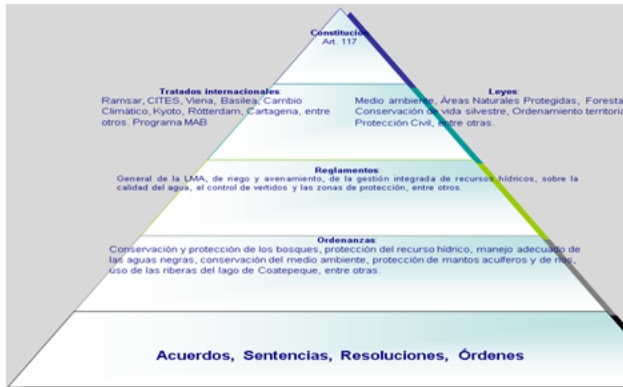 Constitución
Art. 117
Tratados internacionales:
Ramsar, CITES, Viena, Basilea, Cambio
Climático, Kyoto, Rótterdam, Cartagena, entre
otros. Programa MAB
Leyes:
Medio ambiente, Áreas Naturales Protegidas, Foresta
Conservación de vida silvestre, Ordenamiento territoria
Protección Civil, entre otras.
Reglamentos:
General de la LMA, de riego y avenamiento, de la gestión integrada de recursos hídricos, sobre la
calidad del agua, el control de vertidos y las zonas de protección, entre otros.
Ordenanzas:
Conservación y protección de los bosques, protección del recurso hídrico, manejo adecuado de
las aguas negras, conservación del medio ambiente, protección de mantos acuíferos y de ríos,
uso de las riberas del lago de Coatepeque, entre otras.
Acuerdos, Sentencias, Resoluciones, Órdenes